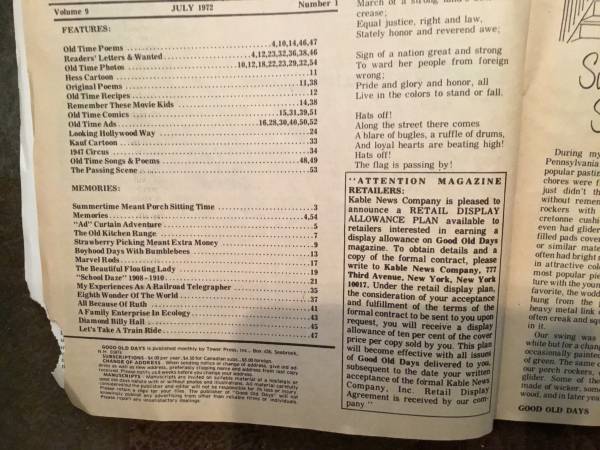 Volume 9 JULY 1972 Number 1
FEATURES:
Old Time Poems 4,10,14,46,47
Readers' Letters & Wanted 4,12,23,32,36,38,46
Old Time Photos 10,12,18,22,23,29,32,54
Hess Cartoon 11
Original Poems 11,38
Old Time Recipes 12
Remember These Movie Kids 14,38
Old Time Comics 15,31,39,51
Old Time Ads 16,28,30,40,50,52
Looking Hollywood Way 24
Kauf Cartoon 33
1947 Circus 34
Old Time Songs & Poems 48,49
The Passing Scene 53
MEMORIES:
Summertime Meant Porch Sitting Time 3
Memories 4,54
"Ad" Curtain Adventure 5
The Old Kitchen Range 7
Strawberry Picking Meant Extra Money 9
Boyhood Days With Bumblebees 13
Marvel Rods 17
The Beautiful Floating Lady 19
"School Daze" 1908-1910 21
My Experiences As A Railroad Telegrapher 35
Eighth Wonder Of The World 37
All Because Of Ruth 41
A Family Enterprise In Ecology 43
Diamond Billy Hall 45
Let's Take A Train Ride 47
GOOD OLD DAYS is published monthly by Tower Press, Inc., Box 428, Seabrook,
N.H. 03874
March of a strong
crease;
Equal justice, right and law,
Stately honor and reverend awe;
Sign of a nation great and strong
To ward her people from foreign
wrong;
Pride and glory and honor, all
Live in the colors to stand or fall.
Hats off!
Along the street there comes
A blare of bugles, a ruffle of drums,
And loyal hearts are beating high!
Hats off!
The flag is passing by!
"ATTENTION MAGAZINE
RETAILERS:
Kable News Company is pleased to
announce a RETAIL DISPLAY
ALLOWANCE PLAN available to
retailers interested in earning a
display allowance on Good Old Days
magazine. To obtain details and a
copy of the formal contract, please
write to Kable News Company, 777
Third Avenue, New York, New York
10017. Under the retail display plan,
the consideration of your acceptance
and fulfillment of the terms of the
formal contract to be sent to you upon
request, you will receive a display
allowance of ten per cent of the cover
price per copy sold by you. This plan
will become effective with all issues
of Good Old Days delivered to you,
subsequent to the date your written
acceptance of the formal Kable News
Company, Inc. Retail Display
Agreement is received by our com-
pany"
During my
Pennsylvania
popular pastim
chores were f
just didn't th
without remem
rockers with
cretonne cushi
even had glider
filled pads cove
or similar mate
often had bright
in attractive col
most popular pie
ture with the youn
favorite, the wood
hung from the
heavy metal link
often creak and squ
in it.
Our swing was
white but for a chan
occasionally painte
of green. The same
our porch rockers,
glider. Some of the
made of wicker, some
wood, and in later year
GOOD OLD DAYS